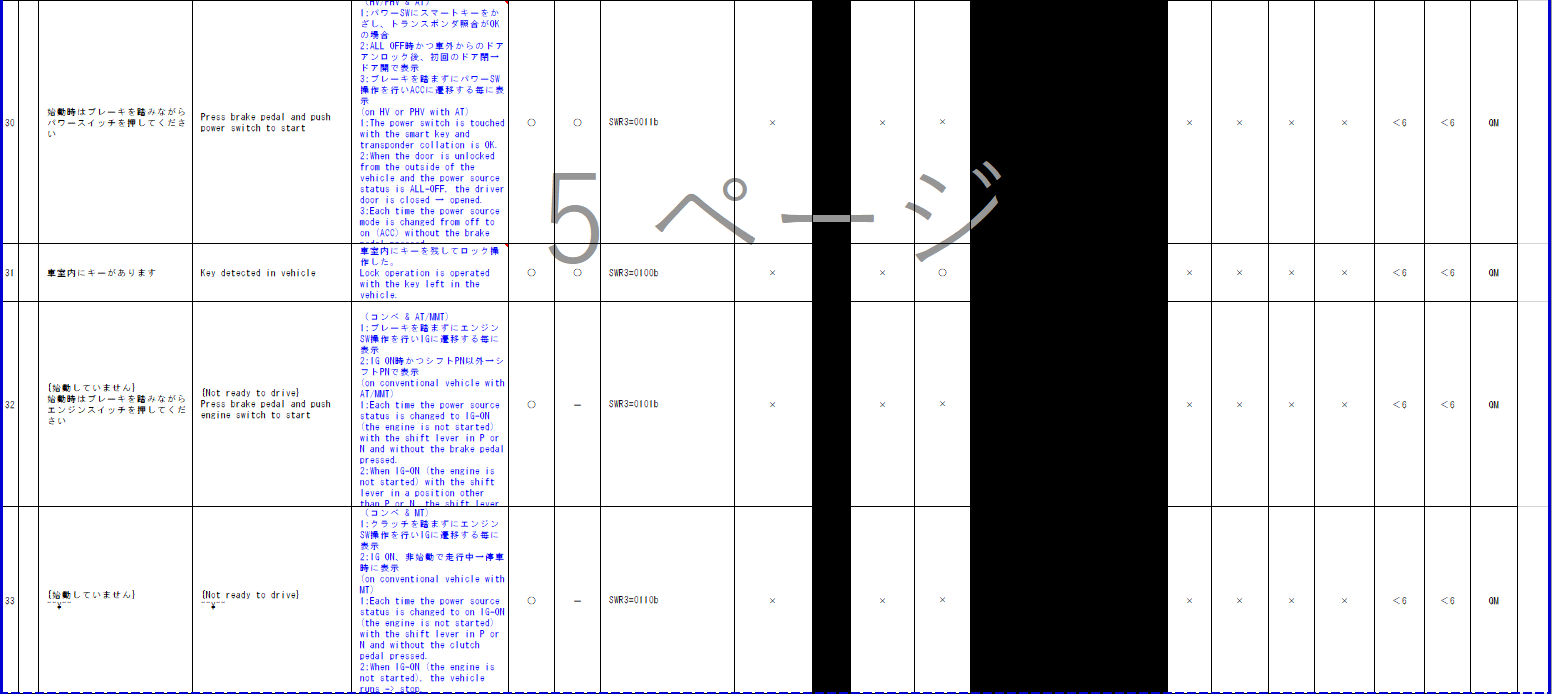 (HV/PHV & AT)
30
始動時はブレーキを踏みながら
パワースイッチを押してくださ
い
Press brake pedal and push
power switch to start
1:パワーSWにスマートキーをか
ざし、トランスポンダ照合がOK
の場合
2:ALL OFF時かつ車外からのドア
アンロック後、初回のドア閉→
ドア開で表示
3:ブレーキを踏まずにパワーSW
操作を行いACCに遷移する毎に表
示
(on HV or PHV with AT)
1:The power switch is touched
with the smart key and
transponder collation is OK.
2:When the door is unlocked
from the outside of the
vehicle and the power source
status is ALL-OFF, the driver
door is closed → opened.
3:Each time the power source
mode is changed from off to
on (ACC) without the brake
pedal pressed.
○ ○ SWR3=0011b × × × × × × × <6 <6 QM
5 ページ
31
車室内にキーがあります
Key detected in vehicle
車室内にキーを残してロック操
作した。
Lock operation is operated
with the key left in the
vehicle.
○ ○ SWR3=0100b × × ○ × × × × <6 <6 QM
32
{始動していません}
始動時はブレーキを踏みながら
エンジンスイッチを押してくだ
さい
{Not ready to drive}
Press brake pedal and push
engine switch to start
(コンベ & AT/MMT)
1:ブレーキを踏まずにエンジン
SW操作を行いIGに遷移する毎に
表示
2:IG ON時かつシフトPN以外→シ
フトPNで表示
(on conventional vehicle with
AT/MMT)
1:Each time the power source
status is changed to IG-ON
(the engine is not started)
with the shift lever in P or
N and without the brake pedal
pressed.
2:When IG-ON (the engine is
not started) with the shift
lever in a position other
than P or N, the shift lever
○ － SWR3=0101b × × × × × × × <6 <6 QM
33
{始動していません}
{Not ready to drive}
(コンベ & MT)
1:クラッチを踏まずにエンジン
SW操作を行いIGに遷移する毎に
表示
2:IG ON、非始動で走行中→停車
時に表示
(on conventional vehicle with
MT)
1:Each time the power source
status is changed to on IG-ON
(the engine is not started)
with the shift lever in P or
N and without the clutch
pedal pressed.
2:When IG-ON (the engine is
not started), the vehicle
runs -> stop.
○ － SWR3=0110b × × × × × × × <6 <6 QM